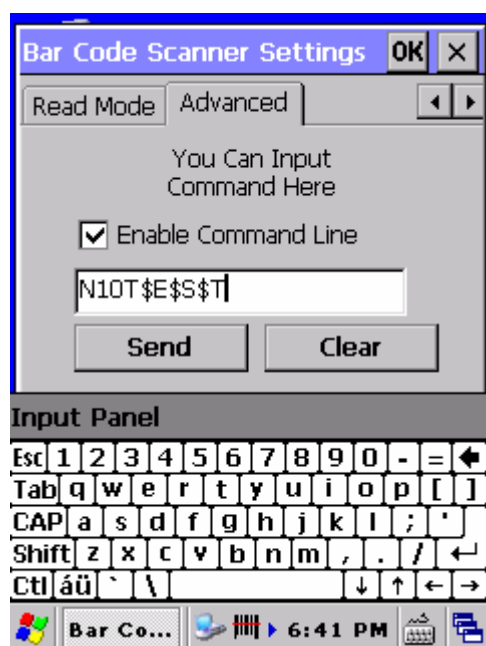 Bar Code Scanner Settings OK ×
Read Mode Advanced
You Can Input
Command Here
Enable Command Line
N10T$E$S$T
Send Clear
Input Panel
Esc 1 2 3 4 5 6 7 8 9 0 - =
Tab q w e r t y u i o p [ ]
CAP a s d f g h j k l ; '
Shift z x c v b n m , . /
Ctl áü ` \
Bar Co... 6:41 PM